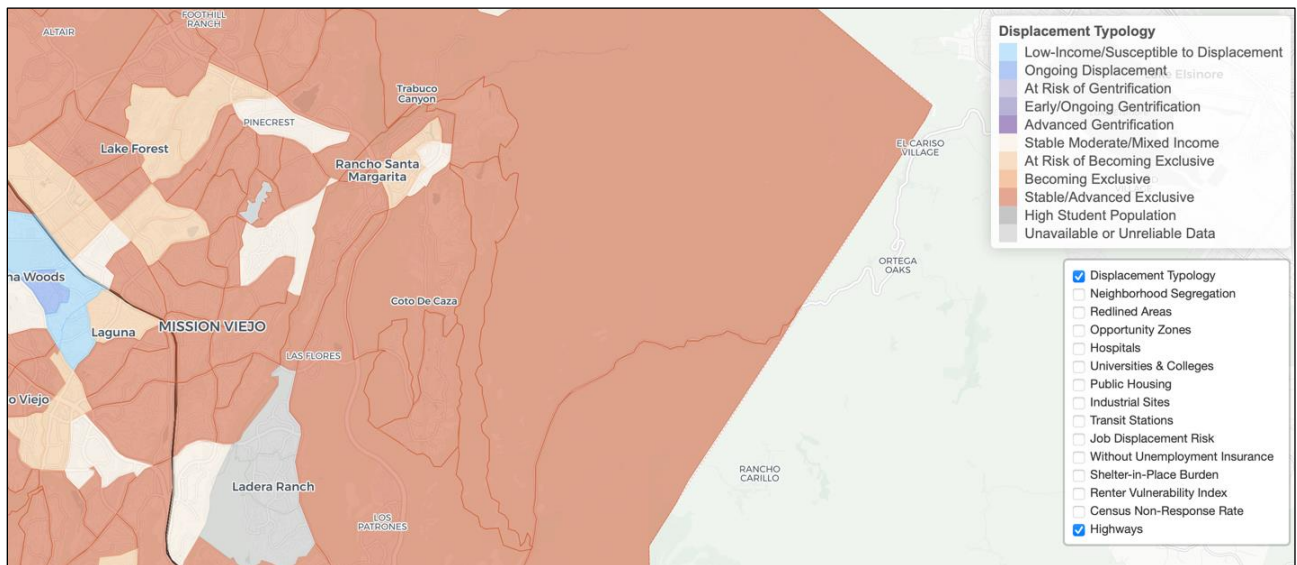 FOOTHILL
RANCH
ALTAIR
Trabuco
Canyon
PINECREST
Lake Forest
Rancho Santa
Margarita
EL CARISO
VILLAGE
na Woods
ORTEGA
OAKS
Coto De Caza
Laguna
MISSION VIEJO
LAS FLORES
o Viejo
RANCHO
CARILLO
Ladera Ranch
LOS
PATRONES
Displacement Typology
Low-Income/Susceptible to Displacement
Ongoing Displacement
At Risk of Gentrification
Early/Ongoing Gentrification
Advanced Gentrification
Stable Moderate/Mixed Income
At Risk of Becoming Exclusive
Becoming Exclusive
Stable/Advanced Exclusive
High Student Population
Unavailable or Unreliable Data
Lake Elsinore
Displacement Typology
Neighborhood Segregation
Redlined Areas
Opportunity Zones
Hospitals
Universities & Colleges
Public Housing
Industrial Sites
Transit Stations
Job Displacement Risk
Without Unemployment Insurance
Shelter-in-Place Burden
Renter Vulnerability Index
Census Non-Response Rate
Highways